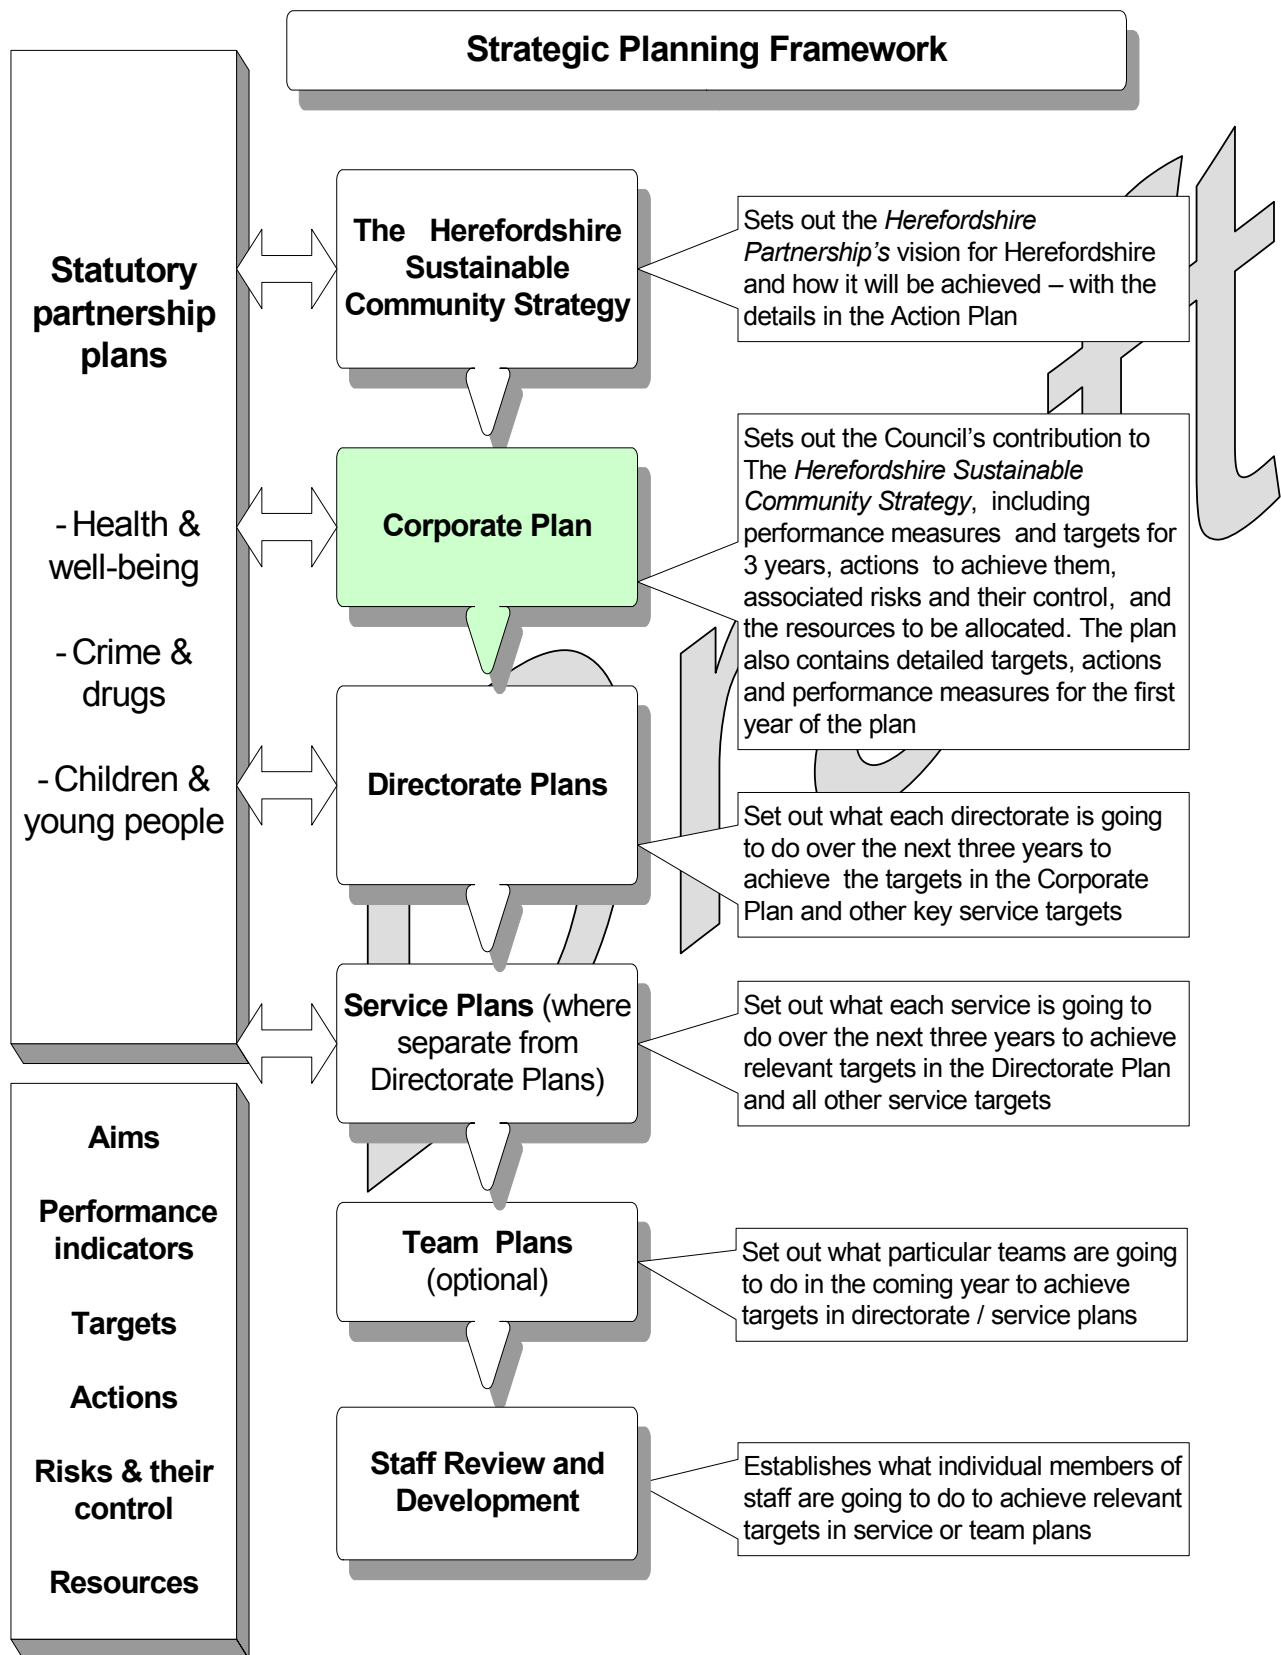 Strategic Planning Framework
Statutory
partnership
plans
- Health &
well-being
- Crime &
drugs
- Children &
young people
Aims
Performance
indicators
Targets
Actions
Risks & their
control
Resources
The Herefordshire
Sustainable
Community Strategy
Sets out the Herefordshire
Partnership's vision for Herefordshire
and how it will be achieved – with the
details in the Action Plan
Corporate Plan
Sets out the Council's contribution to
The Herefordshire Sustainable
Community Strategy, including
performance measures and targets for
3 years, actions to achieve them,
associated risks and their control, and
the resources to be allocated. The plan
also contains detailed targets, actions
and performance measures for the first
year of the plan
Directorate Plans
Set out what each directorate is going
to do over the next three years to
achieve the targets in the Corporate
Plan and other key service targets
Service Plans (where
separate from
Directorate Plans)
Set out what each service is going to
do over the next three years to achieve
relevant targets in the Directorate Plan
and all other service targets
Team Plans
(optional)
Set out what particular teams are going
to do in the coming year to achieve
targets in directorate / service plans
Staff Review and
Development
Establishes what individual members of
staff are going to do to achieve relevant
targets in service or team plans
Draft